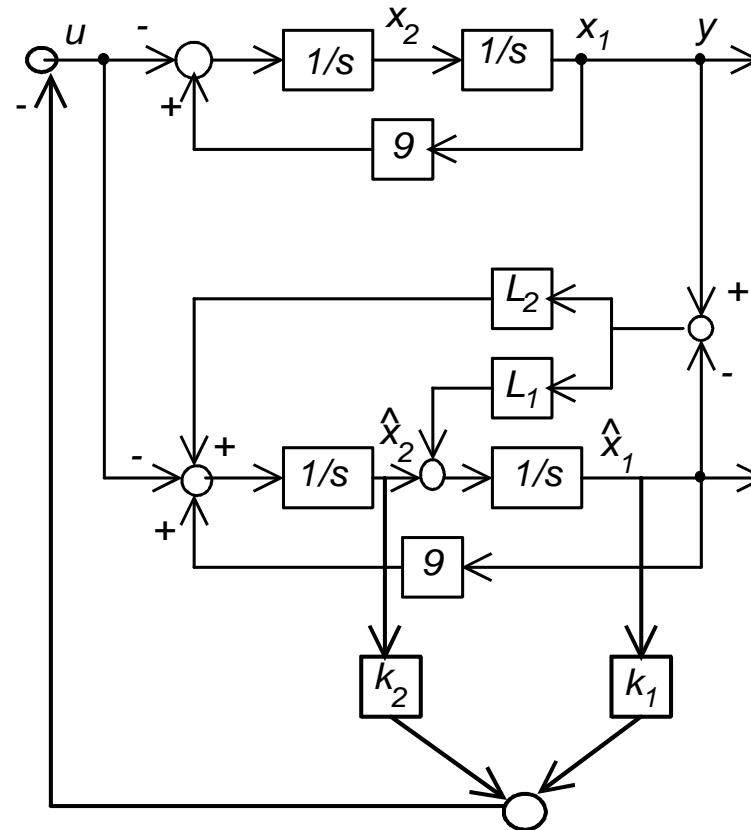 u - x₂ x₁ y
1/s 1/s
- +
9
L₂ +
L₁ -
x̂₂ x̂₁
- + 1/s 1/s
+
9
k₂ k₁